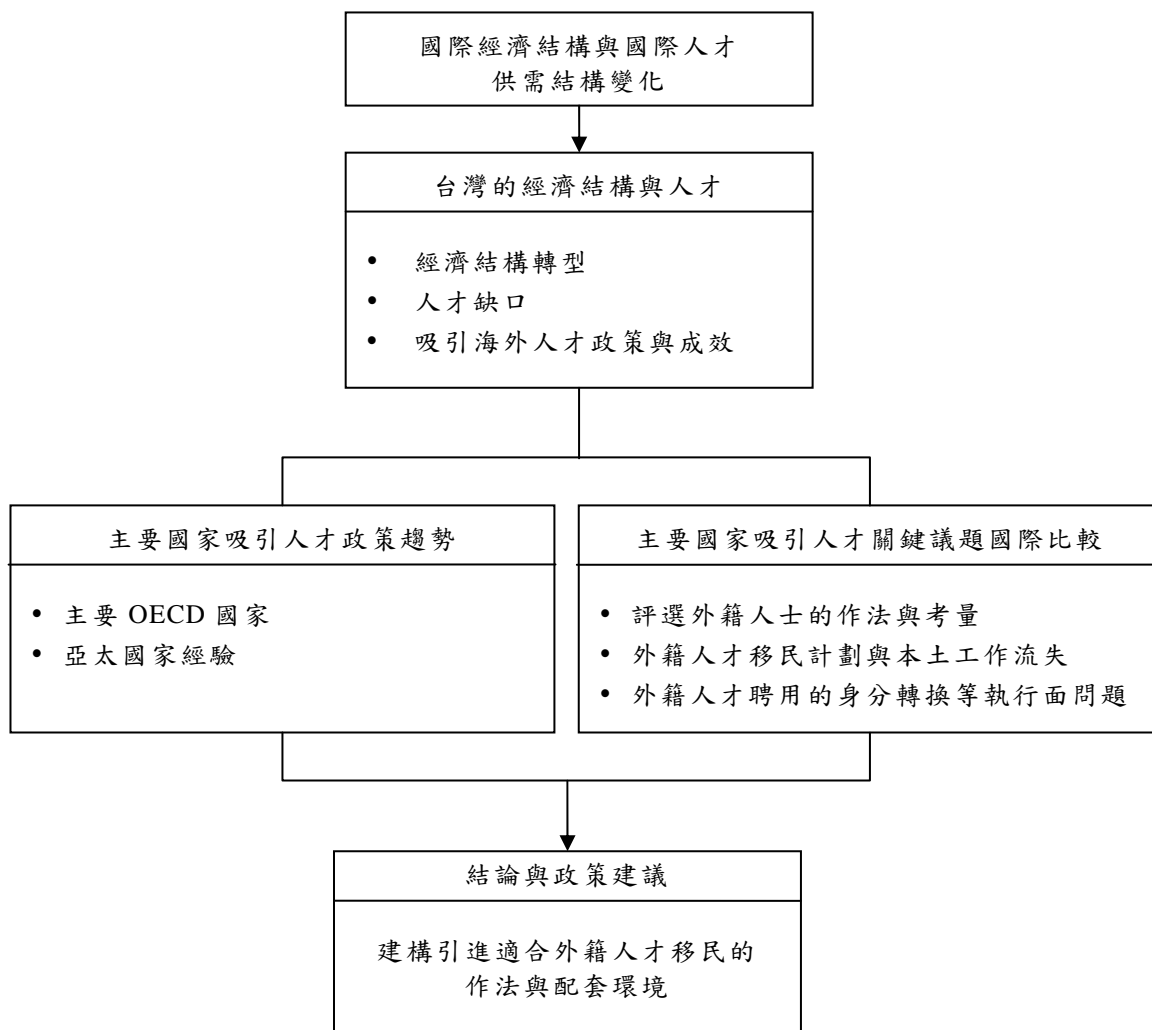 國際經濟結構與國際人才
供需結構變化
台灣的經濟結構與人才
• 經濟結構轉型
• 人才缺口
• 吸引海外人才政策與成效
主要國家吸引人才政策趨勢
• 主要 OECD 國家
• 亞太國家經驗
主要國家吸引人才關鍵議題國際比較
• 評選外籍人士的作法與考量
• 外籍人才移民計劃與本土工作流失
• 外籍人才聘用的身分轉換等執行面問題
結論與政策建議
建構引進適合外籍人才移民的
作法與配套環境